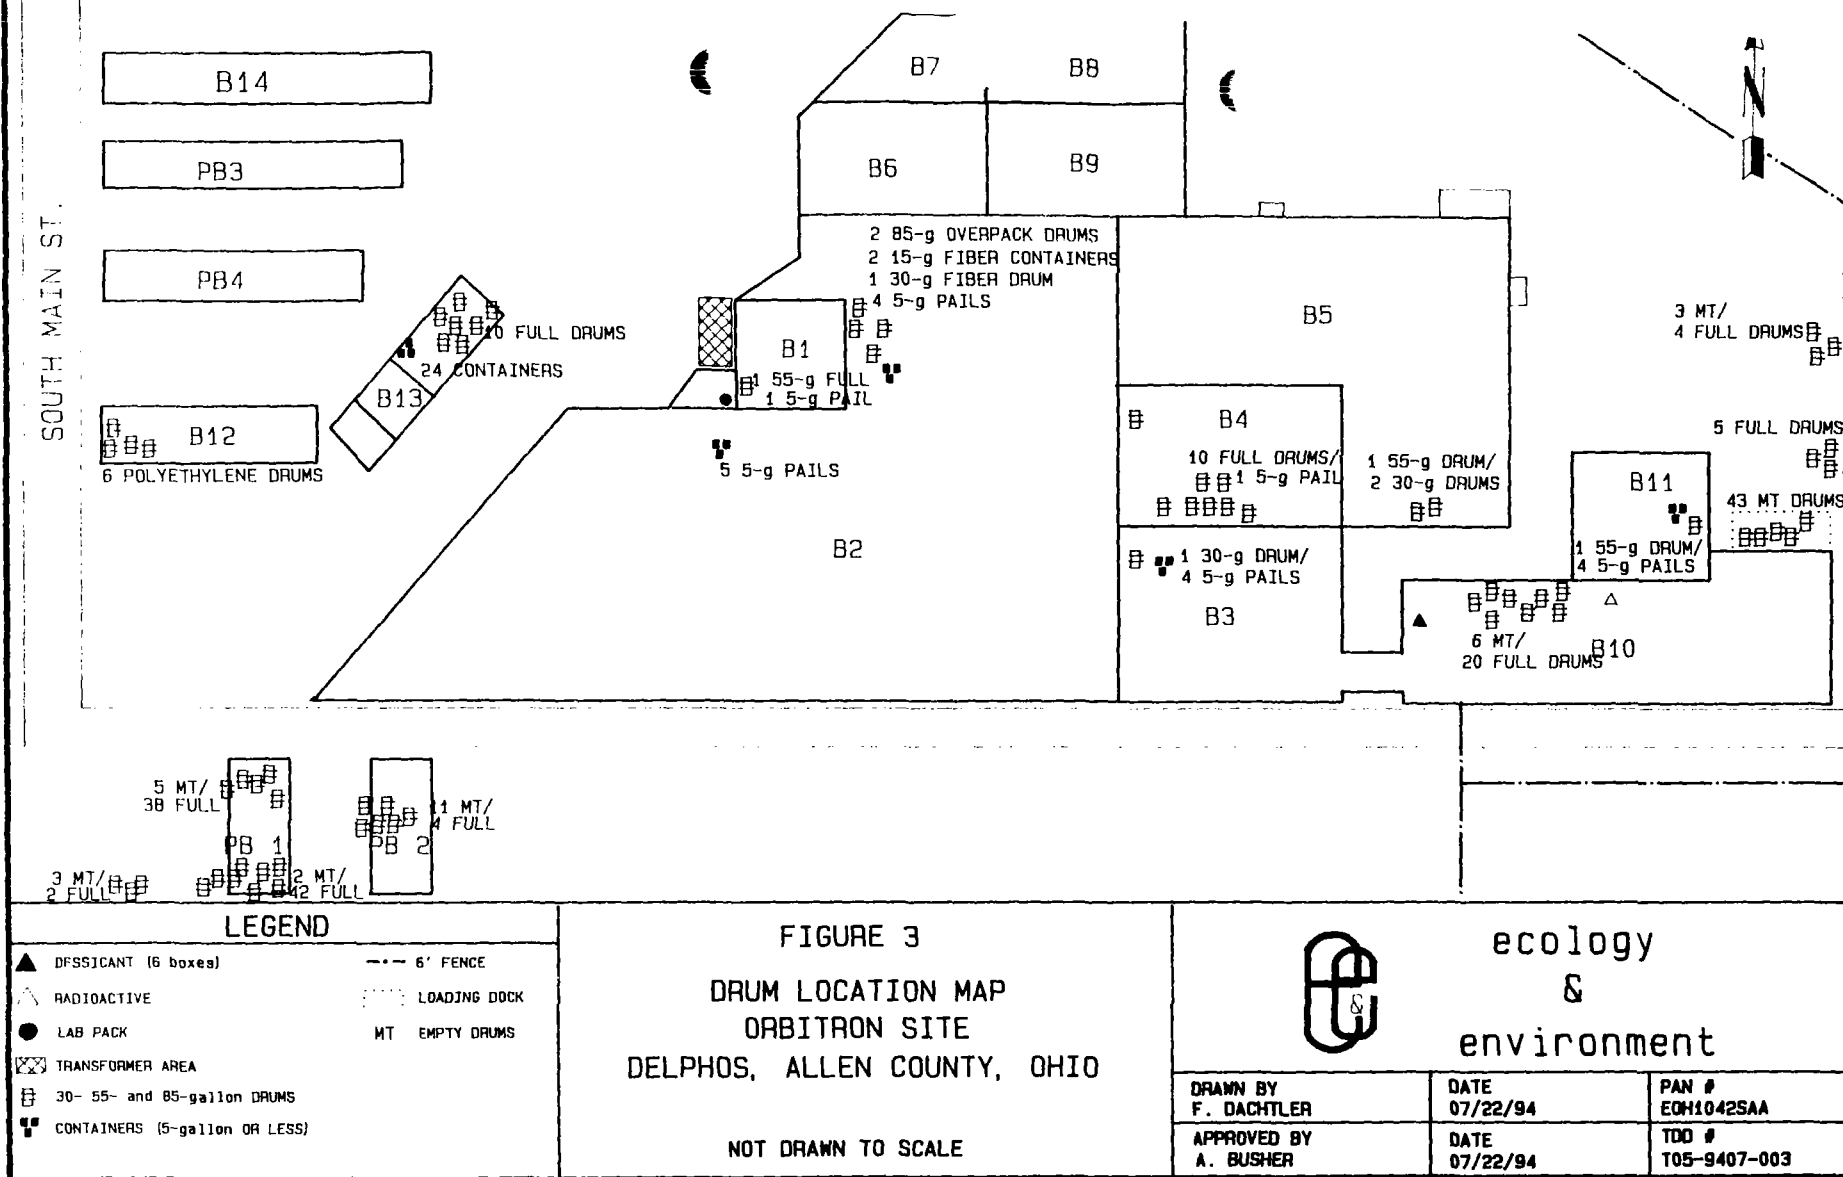 SOUTH MAIN ST.
B14
PB3
PB4
B12
6 POLYETHYLENE DRUMS
10 FULL DRUMS
24 CONTAINERS
B13
B7
B8
B6
B9
2 85-g OVERPACK DRUMS
2 15-g FIBER CONTAINERS
1 30-g FIBER DRUM
4 5-g PAILS
B1
1 55-g FULL
1 5-g PAIL
5 5-g PAILS
B2
B5
B4
10 FULL DRUMS/
1 5-g PAIL
1 55-g DRUM/
2 30-g DRUMS
1 30-g DRUM/
4 5-g PAILS
B3
N
3 MT/
4 FULL DRUMS
5 FULL DRUMS
43 MT DRUMS
B11
1 55-g DRUM/
4 5-g PAILS
6 MT/
20 FULL DRUMS
B10
5 MT/
38 FULL
PB 1
3 MT/
2 FULL
2 MT/
42 FULL
11 MT/
4 FULL
PB 2
LEGEND
DESSICANT (6 boxes)
RADIOACTIVE
LAB PACK
TRANSFORMER AREA
30- 55- and 85-gallon DRUMS
CONTAINERS (5-gallon OR LESS)
6' FENCE
LOADING DOCK
MT EMPTY DRUMS
FIGURE 3
DRUM LOCATION MAP
ORBITRON SITE
DELPHOS, ALLEN COUNTY, OHIO
NOT DRAWN TO SCALE
ecology
&
environment
DRAWN BY
F. DACHTLER
DATE
07/22/94
PAN #
EOH1042SAA
APPROVED BY
A. BUSHER
DATE
07/22/94
TDD #
T05-9407-003